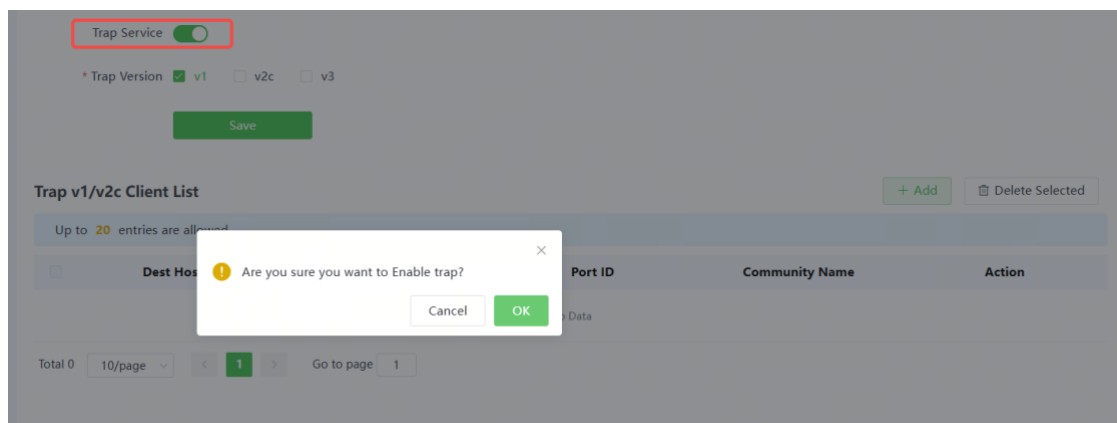 Trap Service
* Trap Version v1 v2c v3
Save
Trap v1/v2c Client List
+ Add Delete Selected
Up to 20 entries are allowed
Dest Hos Port ID Community Name Action
Are you sure you want to Enable trap?
Cancel OK
Data
Total 0 10/page < 1 > Go to page 1